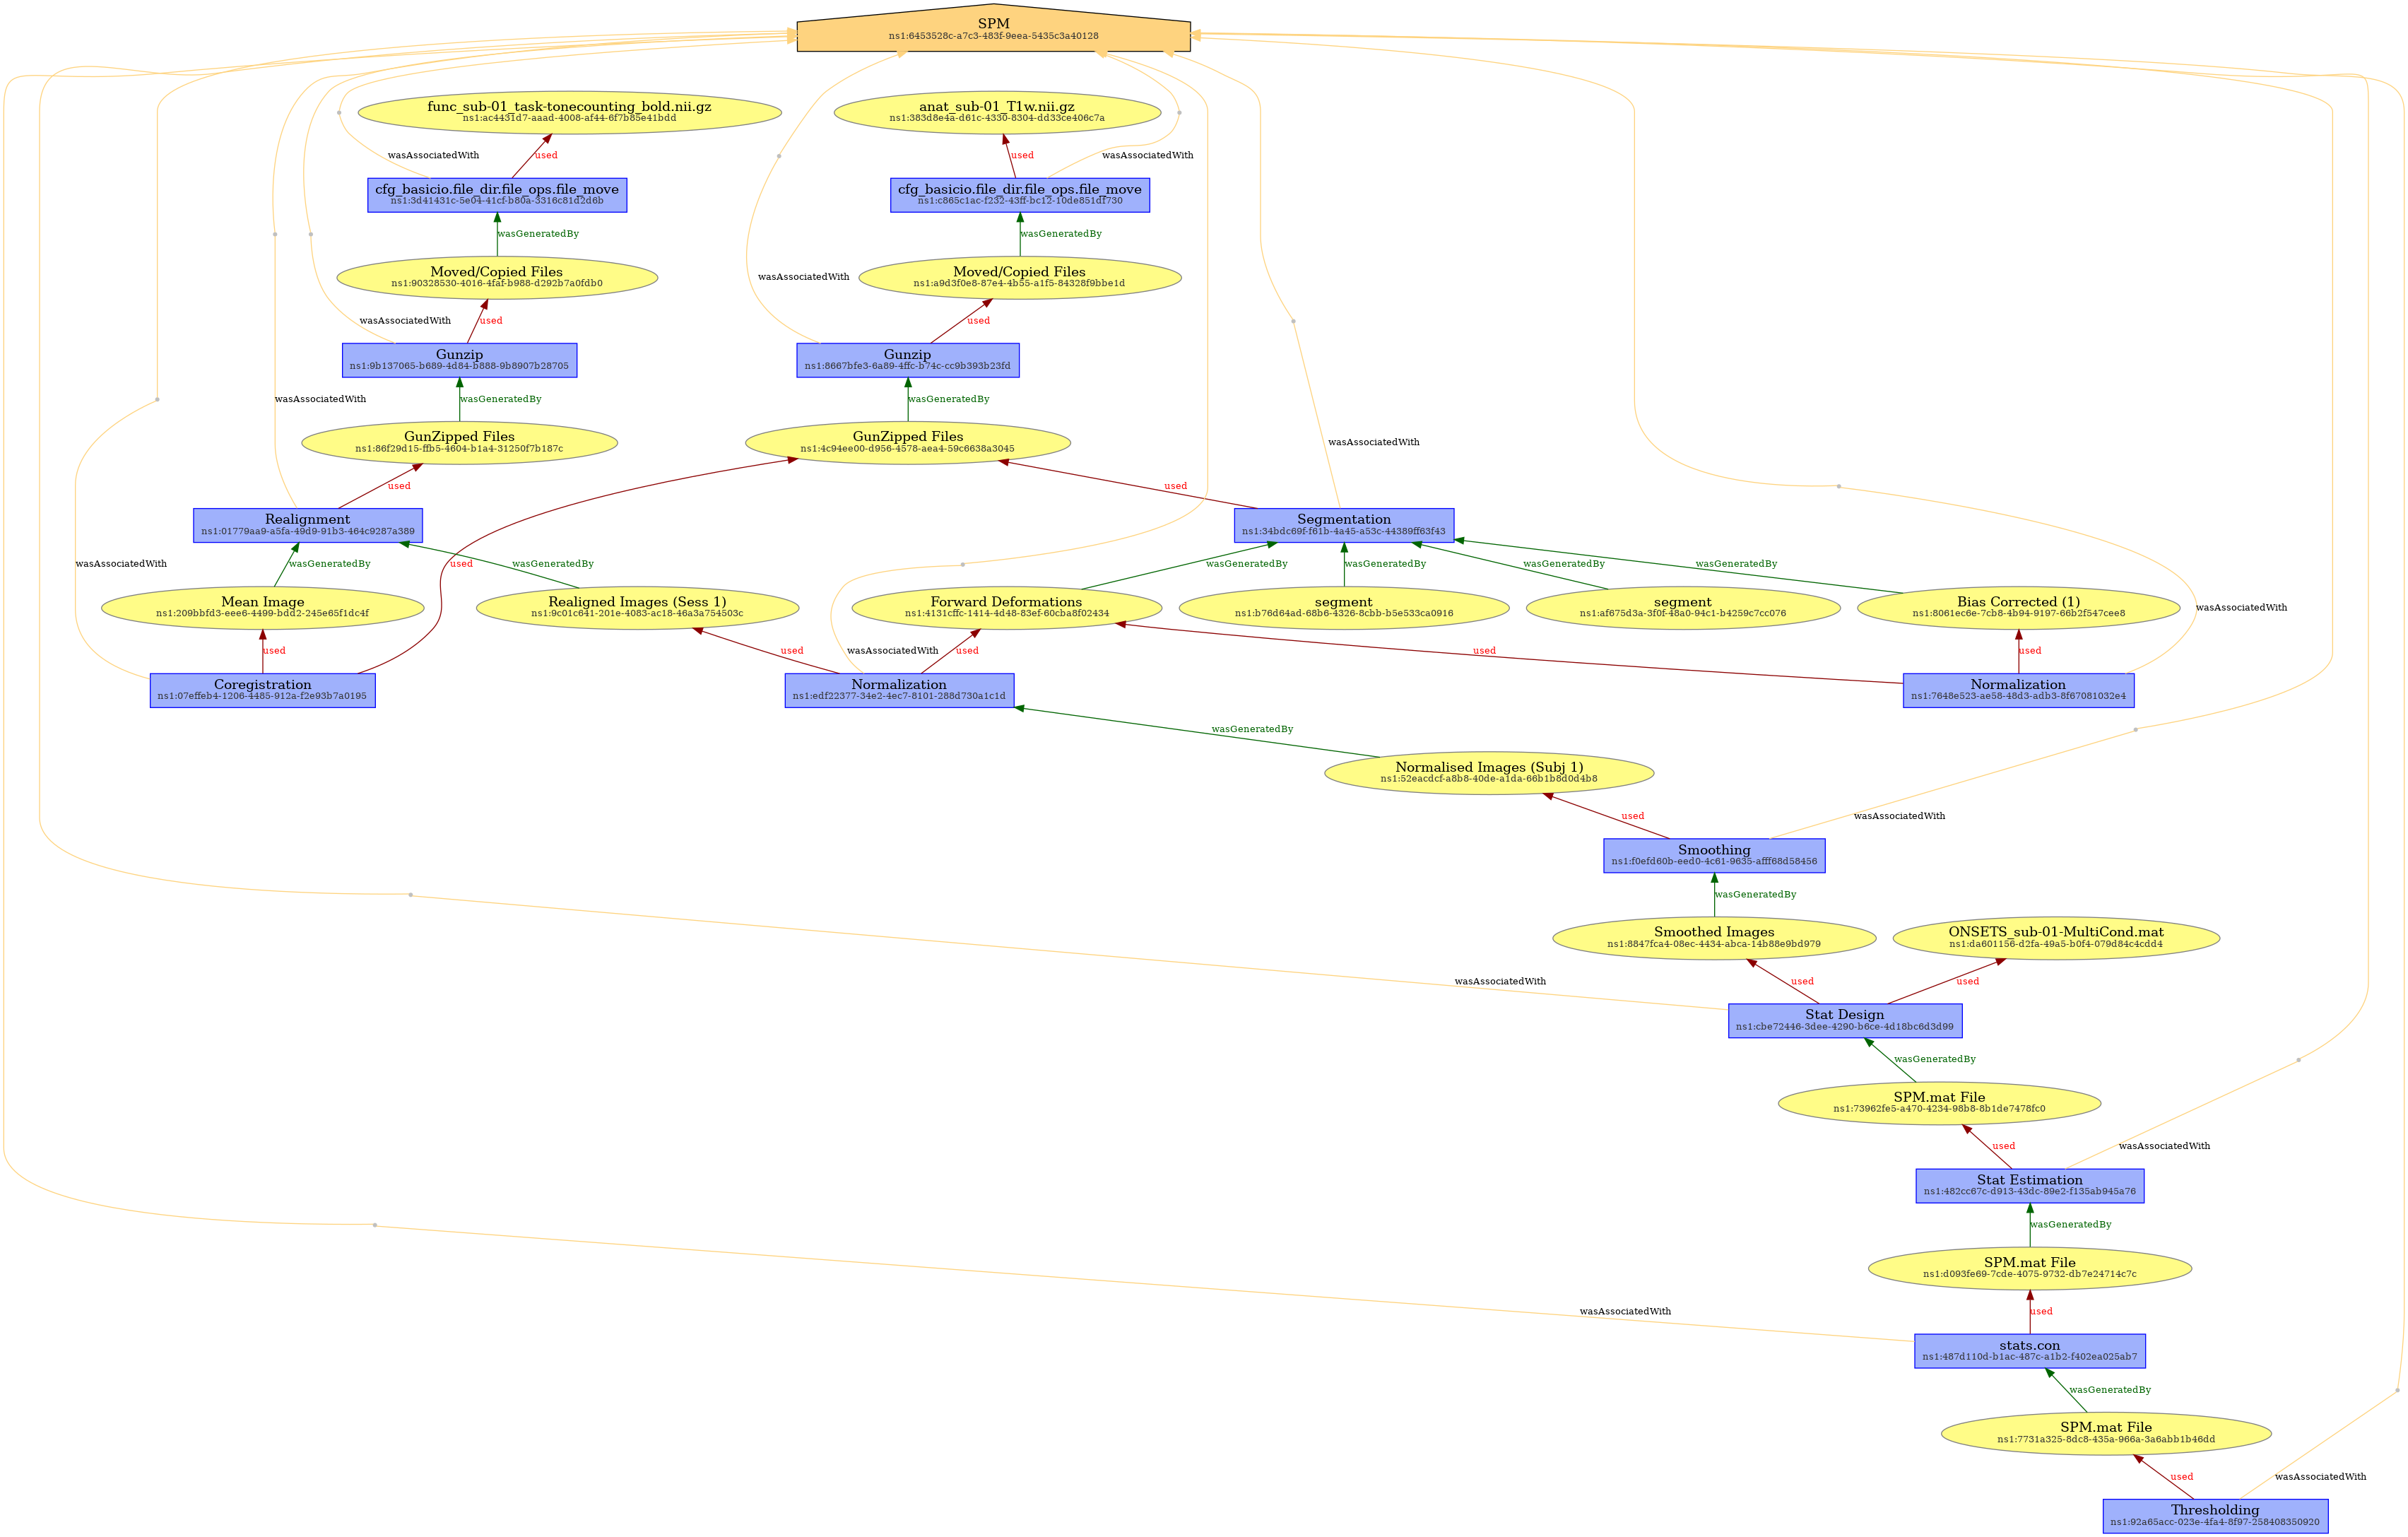 SPM
ns1:6453528c-a7c3-483f-9eea-5435c3a40128
func_sub-01_task-tonecounting_bold.nii.gz
ns1:ac4431d7-aaad-4008-af44-6f7b85e41bdd
anat_sub-01_T1w.nii.gz
ns1:383d8e4a-d61c-4330-8304-dd33ce406c7a
wasAssociatedWith
used
used
wasAssociatedWith
cfg_basicio.file_dir.file_ops.file_move
ns1:3d41431c-5e04-41cf-b80a-3316c81d2d6b
cfg_basicio.file_dir.file_ops.file_move
ns1:c865c1ac-f232-43ff-bc12-10de851df730
wasGeneratedBy
wasGeneratedBy
Moved/Copied Files
ns1:90328530-4016-4faf-b988-d292b7a0fdb0
Moved/Copied Files
ns1:a9d3f0e8-87e4-4b55-a1f5-84328f9bbe1d
wasAssociatedWith
wasAssociatedWith
used
used
Gunzip
ns1:9b137065-b689-4d84-b888-9b8907b28705
Gunzip
ns1:8667bfe3-6a89-4ffc-b74c-cc9b393b23fd
wasAssociatedWith
wasGeneratedBy
wasGeneratedBy
GunZipped Files
ns1:86f29d15-ffb5-4604-b1a4-31250f7b187c
GunZipped Files
ns1:4c94ee00-d956-4578-aea4-59c6638a3045
wasAssociatedWith
used
used
Realignment
ns1:01779aa9-a5fa-49d9-91b3-464c9287a389
Segmentation
ns1:34bdc69f-f61b-4a45-a53c-44389ff63f43
wasAssociatedWith
wasGeneratedBy
used
wasGeneratedBy
wasGeneratedBy
wasGeneratedBy
wasGeneratedBy
wasGeneratedBy
Mean Image
ns1:209bbfd3-eee6-4499-bdd2-245e65f1dc4f
Realigned Images (Sess 1)
ns1:9c01c641-201e-4083-ac18-46a3a754503c
Forward Deformations
ns1:4131cffc-1414-4d48-83ef-60cba8f02434
segment
ns1:b76d64ad-68b6-4326-8cbb-b5e533ca0916
segment
ns1:af675d3a-3f0f-48a0-94c1-b4259c7cc076
Bias Corrected (1)
ns1:8061ec6e-7cb8-4b94-9197-66b2f547cee8
wasAssociatedWith
used
used
wasAssociatedWith
used
used
used
Coregistration
ns1:07effeb4-1206-4485-912a-f2e93b7a0195
Normalization
ns1:edf22377-34e2-4ec7-8101-288d730a1c1d
Normalization
ns1:7648e523-ae58-48d3-adb3-8f67081032e4
wasGeneratedBy
Normalised Images (Subj 1)
ns1:52eacdcf-a8b8-40de-a1da-66b1b8d0d4b8
used
wasAssociatedWith
Smoothing
ns1:f0efd60b-eed0-4c61-9635-afff68d58456
wasGeneratedBy
Smoothed Images
ns1:8847fca4-08ec-4434-abca-14b88e9bd979
ONSETS_sub-01-MultiCond.mat
ns1:da601156-d2fa-49a5-b0f4-079d84c4cdd4
wasAssociatedWith
used
used
Stat Design
ns1:cbe72446-3dee-4290-b6ce-4d18bc6d3d99
wasGeneratedBy
SPM.mat File
ns1:73962fe5-a470-4234-98b8-8b1de7478fc0
used
wasAssociatedWith
Stat Estimation
ns1:482cc67c-d913-43dc-89e2-f135ab945a76
wasGeneratedBy
SPM.mat File
ns1:d093fe69-7cde-4075-9732-db7e24714c7c
wasAssociatedWith
used
stats.con
ns1:487d110d-b1ac-487c-a1b2-f402ea025ab7
wasGeneratedBy
SPM.mat File
ns1:7731a325-8dc8-435a-966a-3a6abb1b46dd
used
wasAssociatedWith
Thresholding
ns1:92a65acc-023e-4fa4-8f97-258408350920